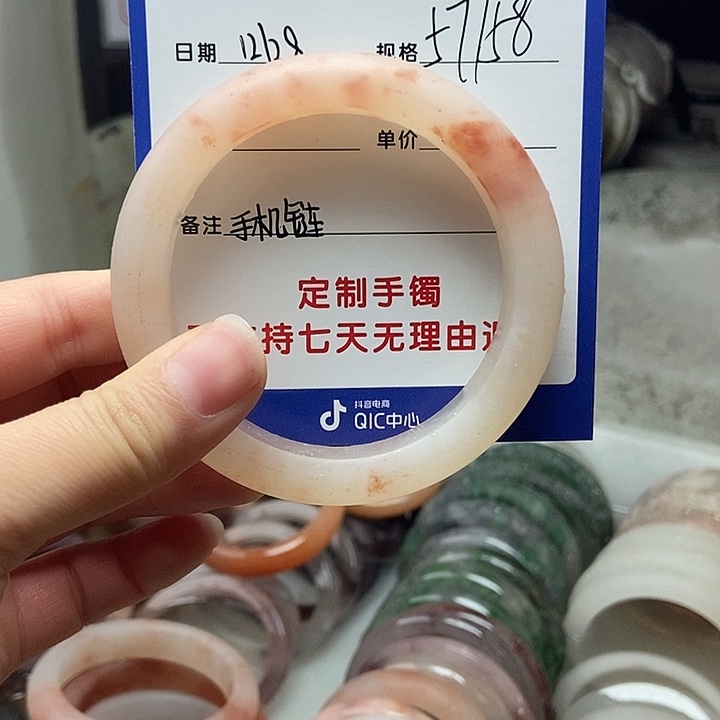 日期 12/28 规格 57/58
单价
备注 手机链
定制手镯
持七天无理由
抖音电商
QIC中心